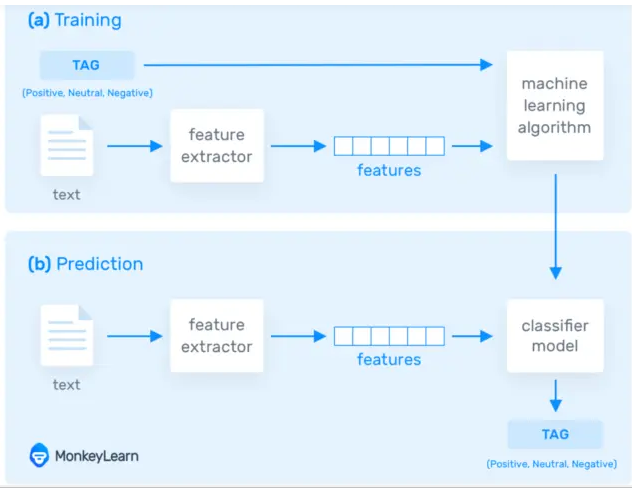 (a) Training
TAG
(Positive, Neutral, Negative)
text
feature
extractor
features
machine
learning
algorithm
(b) Prediction
text
feature
extractor
features
classifier
model
TAG
(Positive, Neutral, Negative)
MonkeyLearn